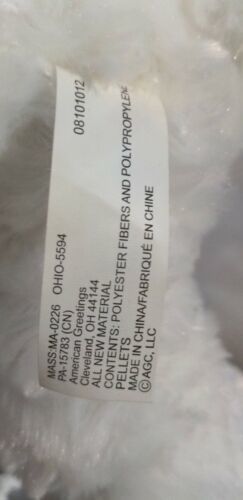 08101012
MASS:MA-0226 OHIO-5594
PA-15783 (CN)
American Greetings
Cleveland, OH 44144
ALL NEW MATERIAL
CONTENTS: POLYESTER FIBERS AND POLYPROPYLENE
PELLETS
MADE IN CHINA/FABRIQUÉ EN CHINE
©AGC, LLC